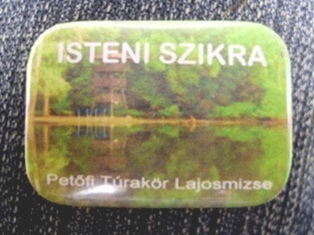 ISTENI SZIKRA
Petőfi Túrakör Lajosmizse